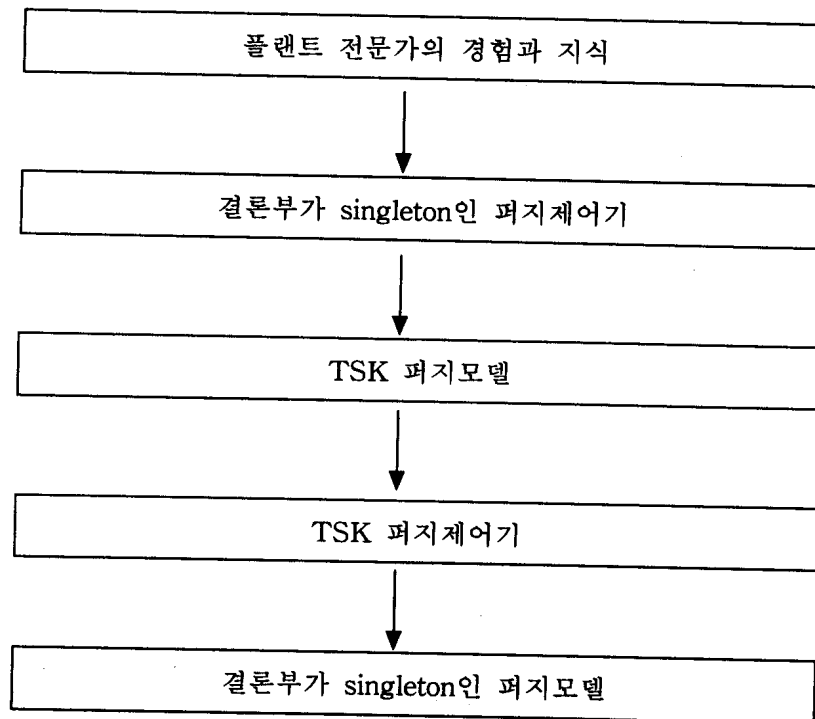 플랜트 전문가의 경험과 지식
결론부가 singleton인 퍼지제어기
TSK 퍼지모델
TSK 퍼지제어기
결론부가 singleton인 퍼지모델